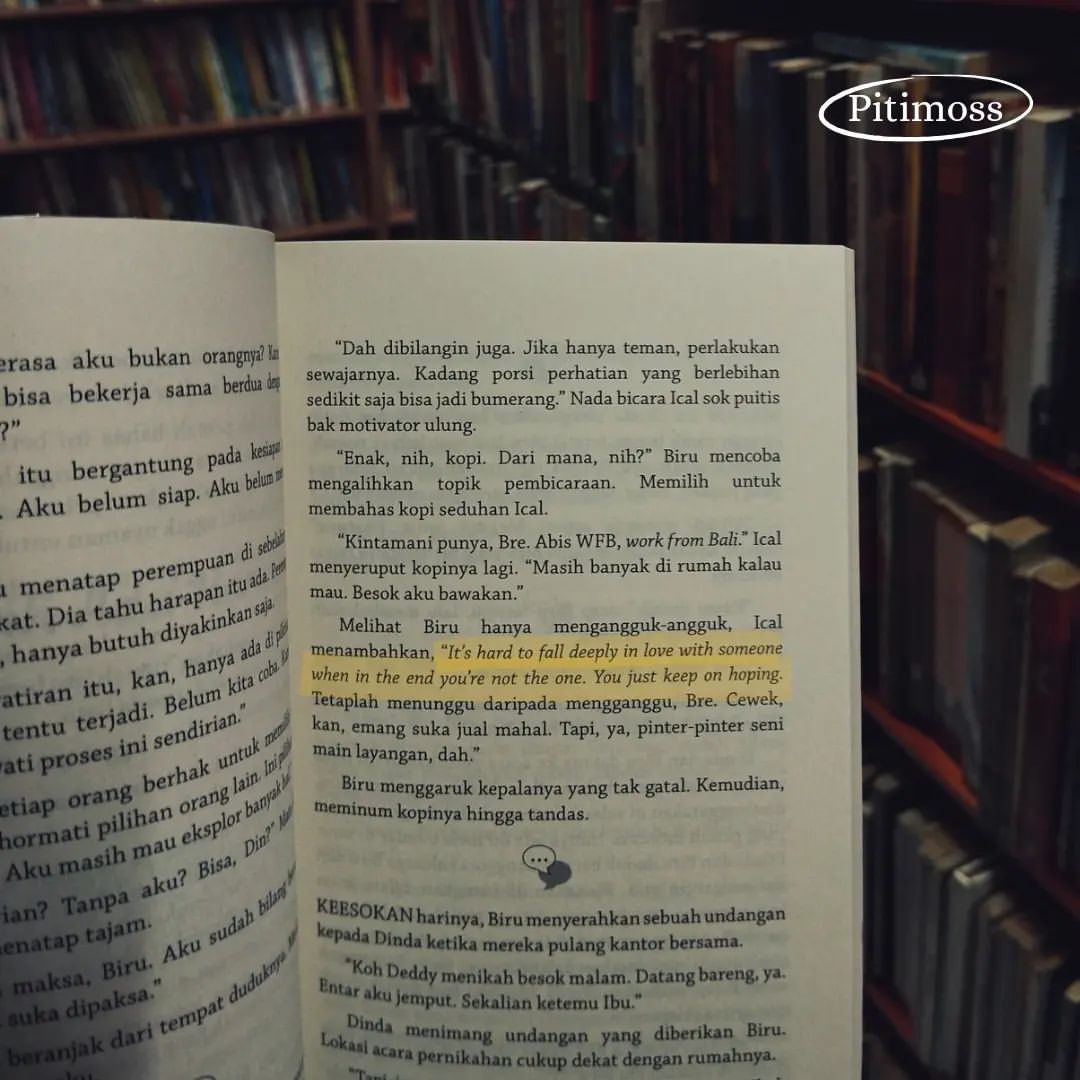 Pitimoss
erasa aku bukan orangnya?
bisa bekerja sama berdua
?”
itu bergantung pada kesiapan
. Aku belum siap. Aku belum
menatap perempuan di
kat. Dia tahu harapan itu ada.
, hanya butuh diyakinkan saja.
atiran itu, kan, hanya ada di
tentu terjadi. Belum kita coba.
ati proses ini sendirian.”
etiap orang berhak untuk
hormati pilihan orang lain. Ini
Aku masih mau eksplor banyak
rian? Tanpa aku? Bisa, Din?”
enatap tajam.
maksa, Biru. Aku sudah bilang
suka dipaksa.”
beranjak dari tempat duduknya.
“Dah dibilangin juga. Jika hanya teman, perlakukan
sewajarnya. Kadang porsi perhatian yang berlebihan
sedikit saja bisa jadi bumerang.” Nada bicara Ical sok puitis
bak motivator ulung.
“Enak, nih, kopi. Dari mana, nih?” Biru mencoba
mengalihkan topik pembicaraan. Memilih untuk
membahas kopi seduhan Ical.
“Kintamani punya, Bre. Abis WFB, work from Bali.” Ical
menyeruput kopinya lagi. “Masih banyak di rumah kalau
mau. Besok aku bawakan.”
Melihat Biru hanya mengangguk-angguk, Ical
menambahkan, “It’s hard to fall deeply in love with someone
when in the end you’re not the one. You just keep on hoping.
Tetaplah menunggu daripada mengganggu, Bre. Cewek,
kan, emang suka jual mahal. Tapi, ya, pinter-pinter seni
main layangan, dah.”
Biru menggaruk kepalanya yang tak gatal. Kemudian,
meminum kopinya hingga tandas.
KEESOKAN harinya, Biru menyerahkan sebuah undangan
kepada Dinda ketika mereka pulang kantor bersama.
“Koh Deddy menikah besok malam. Datang bareng, ya.
Entar aku jemput. Sekalian ketemu Ibu.”
Dinda menimang undangan yang diberikan Biru.
Lokasi acara pernikahan cukup dekat dengan rumahnya.